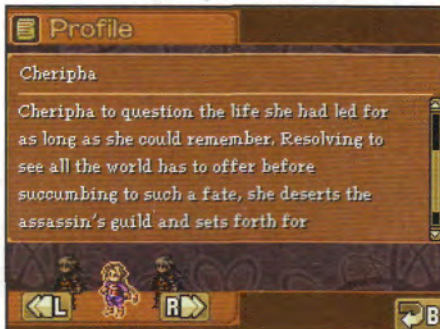 Profile
Cheripha
Cheripha to question the life she had led for
as long as she could remember. Resolving to
see all the world has to offer before
succumbing to such a fate, she deserts the
assassin's guild and sets forth for
L
R
B